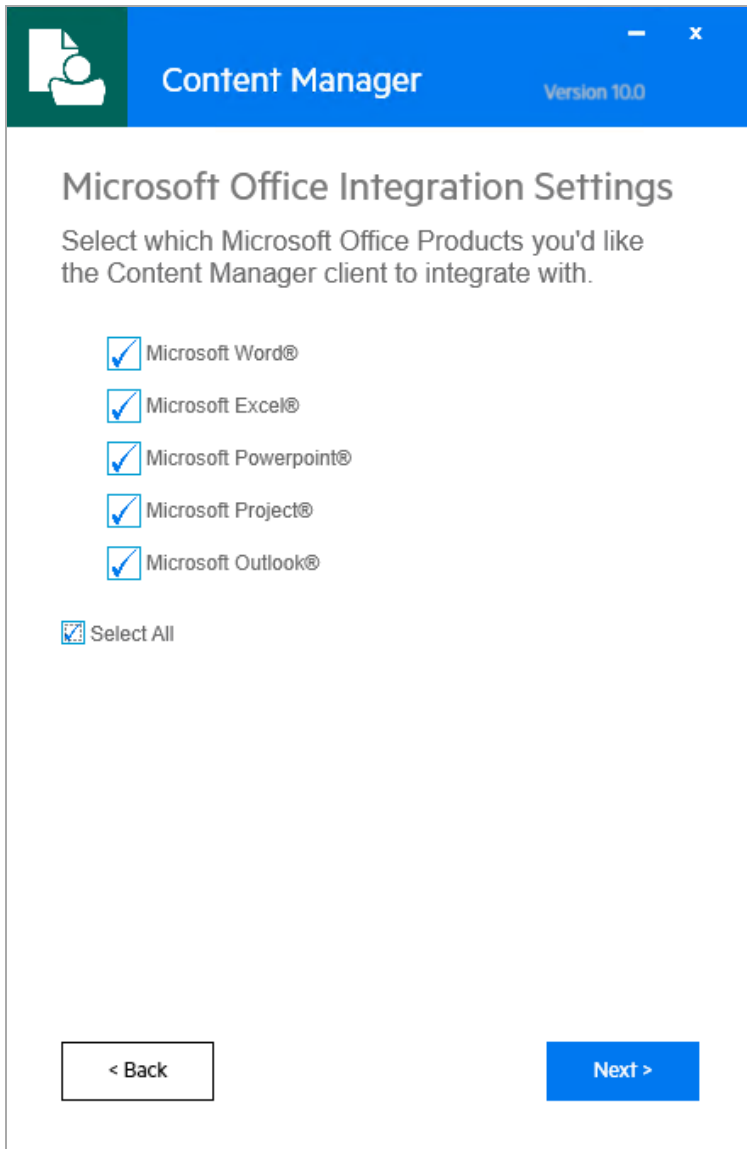 x
Content Manager
Version 10.0
Microsoft Office Integration Settings
Select which Microsoft Office Products you'd like
the Content Manager client to integrate with.
Microsoft Word®
Microsoft Excel®
Microsoft Powerpoint®
Microsoft Project®
Microsoft Outlook®
Select All
< Back
Next >